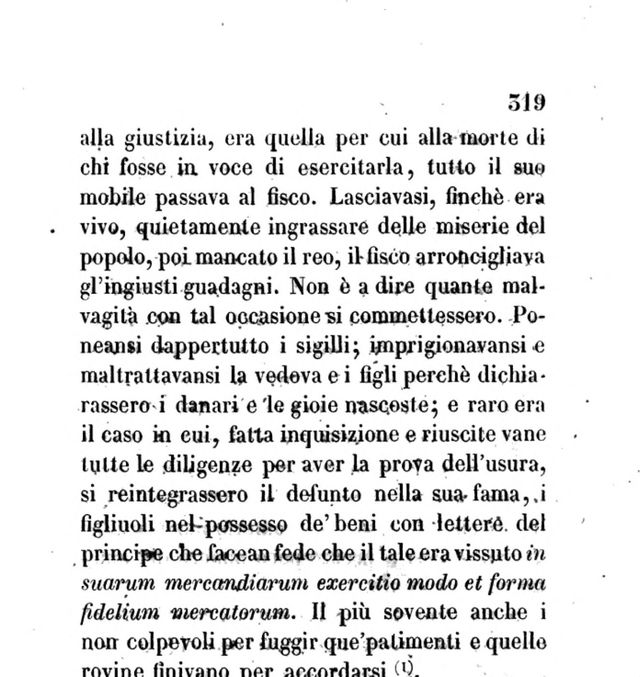 319
alla giustizia, era quella per cui alla morte di
chi fosse in voce di esercitarla, tutto il suo
mobile passava al fisco. Lasciavasi, finchè era
vivo, quietamente ingrassare delle miserie del
popolo, poi mancato il reo, il fisco arroncigliava
gl'ingiusti guadagni. Non è a dire quante mal-
vagità con tal occasione si commettessero. Po-
neansi dappertutto i sigilli; imprigionavansi e
maltrattavansi la vedova e i figli perchè dichia-
rassero i danari e le gioie nascoste; e raro era
il caso in cui, fatta inquisizione e riuscite vane
tutte le diligenze per aver la prova dell'usura,
si reintegrassero il defunto nella sua fama, i
figliuoli nel possesso de' beni con lettere del
principe che facean fede che il tale era vissuto in
suarum mercandiarum exercitio modo et forma
fidelium mercatorum. Il più sovente anche i
non colpevoli per fuggir que' patimenti e quelle
rovine finivano per accordarsi (1).